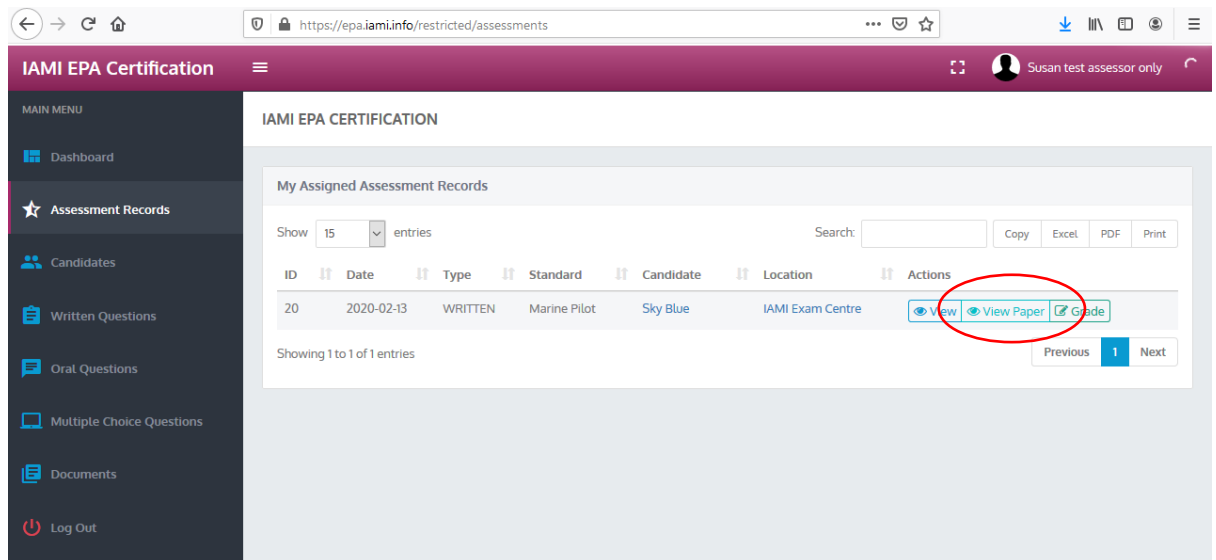 https://epa.iami.info/restricted/assessments
IAMI EPA Certification
Susan test assessor only
MAIN MENU
IAMI EPA CERTIFICATION
Dashboard
My Assigned Assessment Records
Assessment Records
Show 15 entries Search: Copy Excel PDF Print
Candidates
ID Date Type Standard Candidate Location Actions
Written Questions
20 2020-02-13 WRITTEN Marine Pilot Sky Blue IAMI Exam Centre View View Paper Grade
Showing 1 to 1 of 1 entries Previous 1 Next
Oral Questions
Multiple Choice Questions
Documents
Log Out